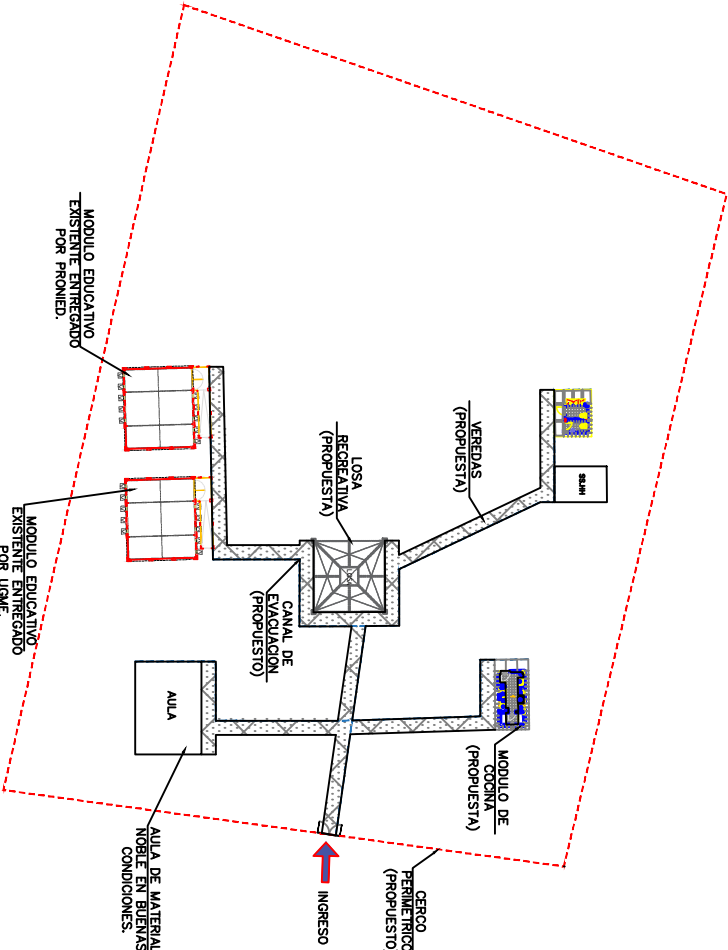 MODULO EDUCATIVO
EXISTENTE ENTREGADO
POR PRONIED.
MODULO EDUCATIVO
EXISTENTE ENTREGADO
POR UGME.
LOSA
RECREATIVA
(PROPUESTA)
VEREDAS
(PROPUESTA)
SS.HH
CANAL DE
EVACUACION
(PROPUESTO)
AULA
MODULO DE
COCINA
(PROPUESTA)
AULA DE MATERIAL
NOBLE EN BUENAS
CONDICIONES.
INGRESO
CERCO
PERIMETRICO
(PROPUESTO